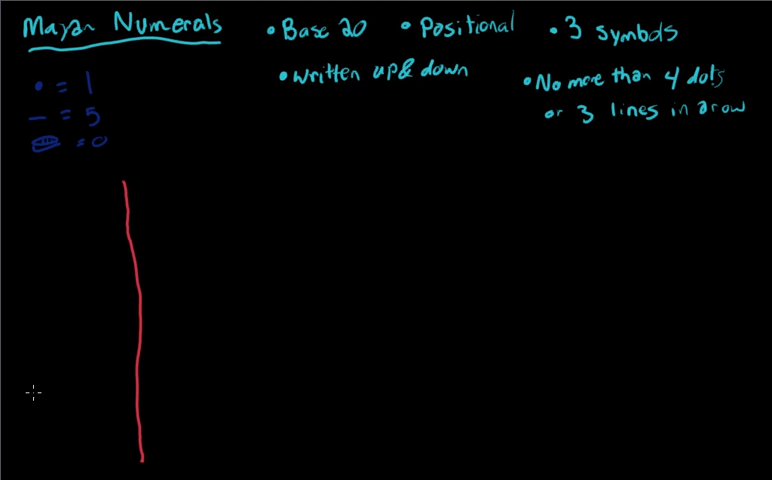 Mayan Numerals
• Base 20 • Positional • 3 symbols
• Written up & down
• No more than 4 dots
or 3 lines in a row
• = 1
— = 5
= 0